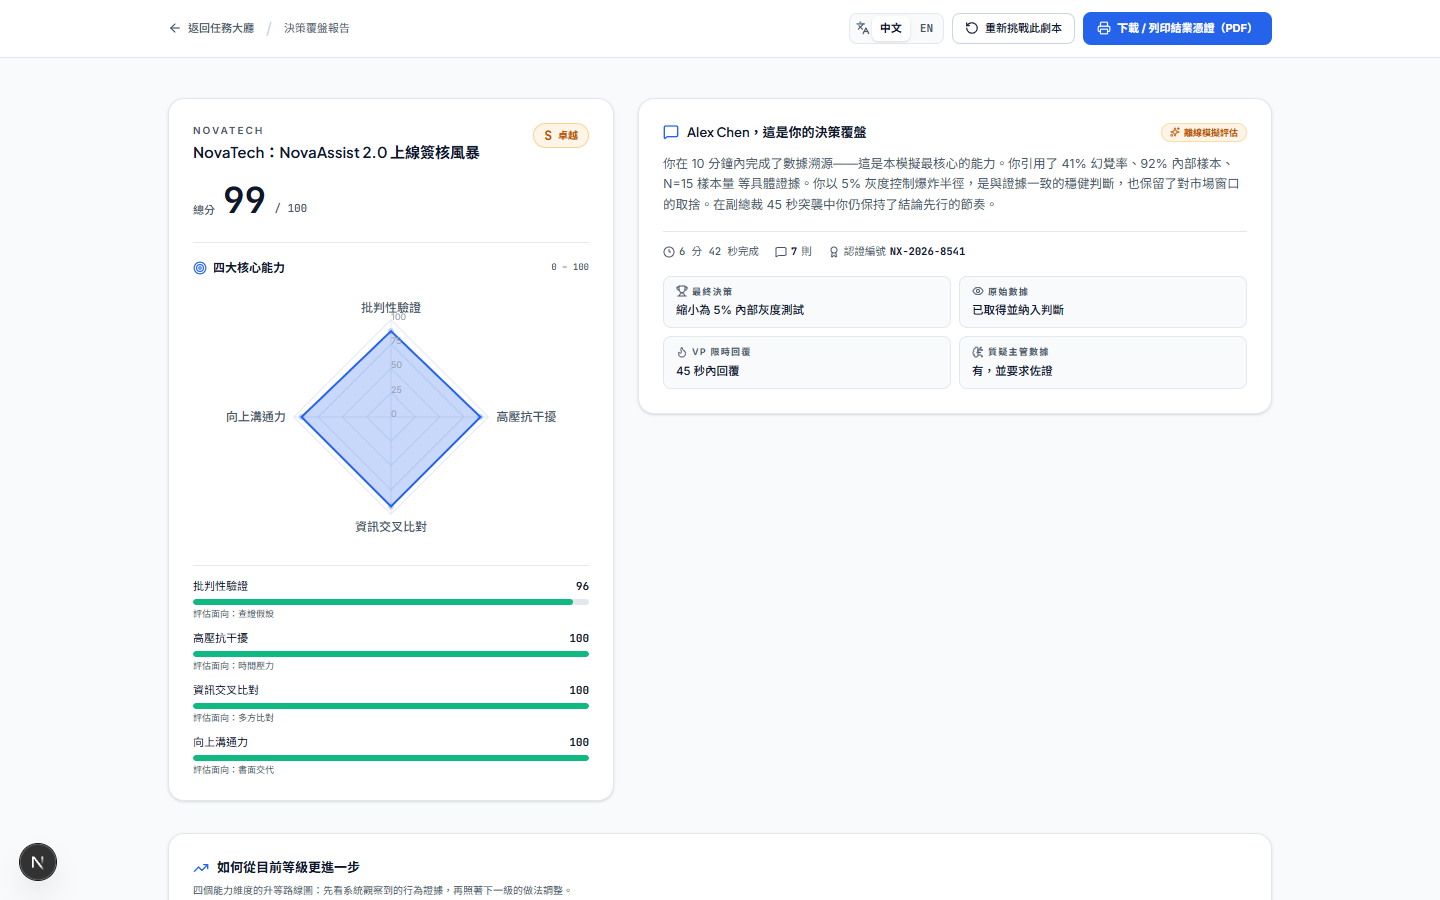 返回任務大廳 / 決策覆盤報告
中文 EN
重新挑戰此劇本
下載 / 列印結業憑證（PDF）
NOVATECH
S 卓越
NovaTech：NovaAssist 2.0 上線簽核風暴
總分 99 / 100
四大核心能力
0 – 100
批判性驗證
100
75
50
25
0
向上溝通力
高壓抗干擾
資訊交叉比對
批判性驗證 96
評估面向：查證假設
高壓抗干擾 100
評估面向：時間壓力
資訊交叉比對 100
評估面向：多方比對
向上溝通力 100
評估面向：書面交代
Alex Chen，這是你的決策覆盤
離線模擬評估
你在 10 分鐘內完成了數據溯源——這是本模擬最核心的能力。你引用了 41% 幻覺率、92% 內部樣本、
N=15 樣本量 等具體證據。你以 5% 灰度控制爆炸半徑，是與證據一致的穩健判斷，也保留了對市場窗口
的取捨。在副總裁 45 秒突襲中你仍保持了結論先行的節奏。
6 分 42 秒完成
7 則
認證編號 NX-2026-8541
最終決策
縮小為 5% 內部灰度測試
原始數據
已取得並納入判斷
VP 限時回覆
45 秒內回覆
質疑主管數據
有，並要求佐證
如何從目前等級更進一步
四個能力維度的升等路線圖：先看系統觀察到的行為證據，再照著下一級的做法調整。
N